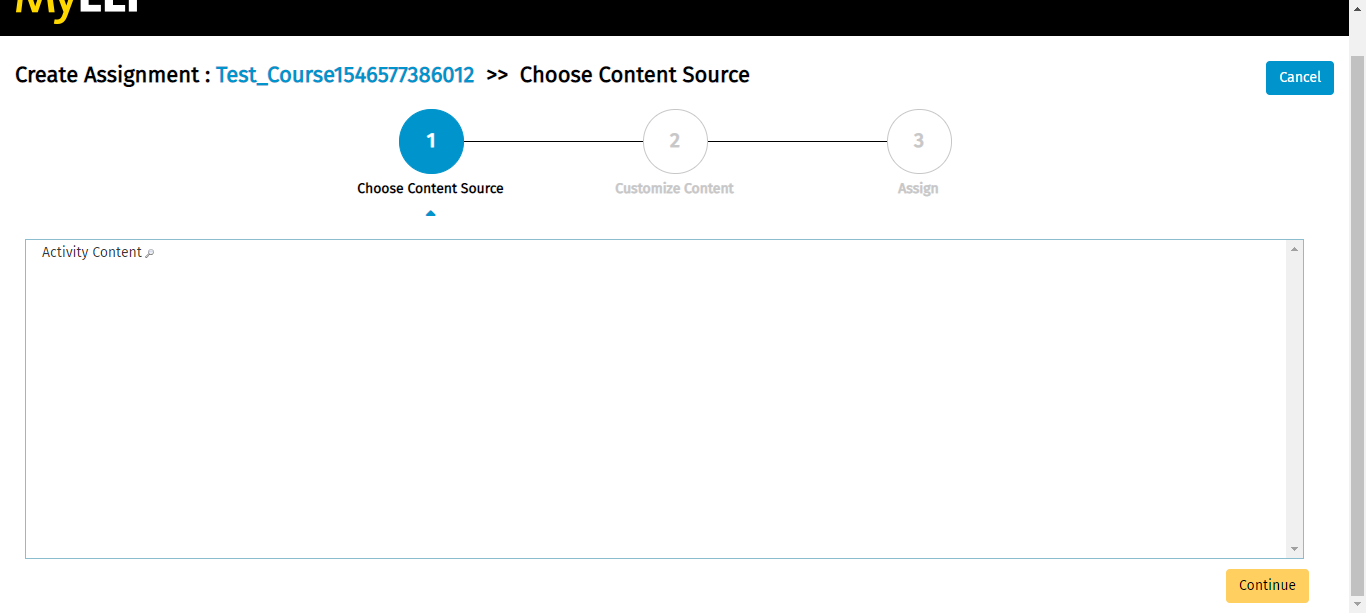 Create Assignment : Test_Course1546577386012 >> Choose Content Source
Cancel
1
2
3
Choose Content Source
Customize Content
Assign
Activity Content
Continue